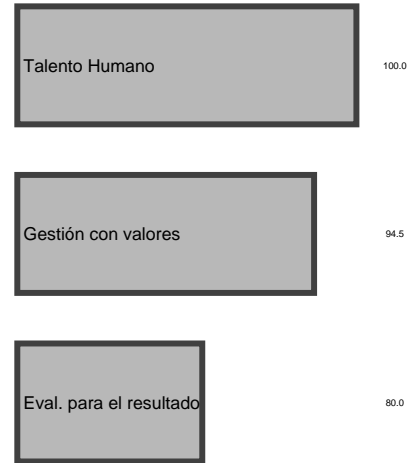 Talento Humano
100.0
Gestión con valores
94.5
Eval. para el resultado
80.0